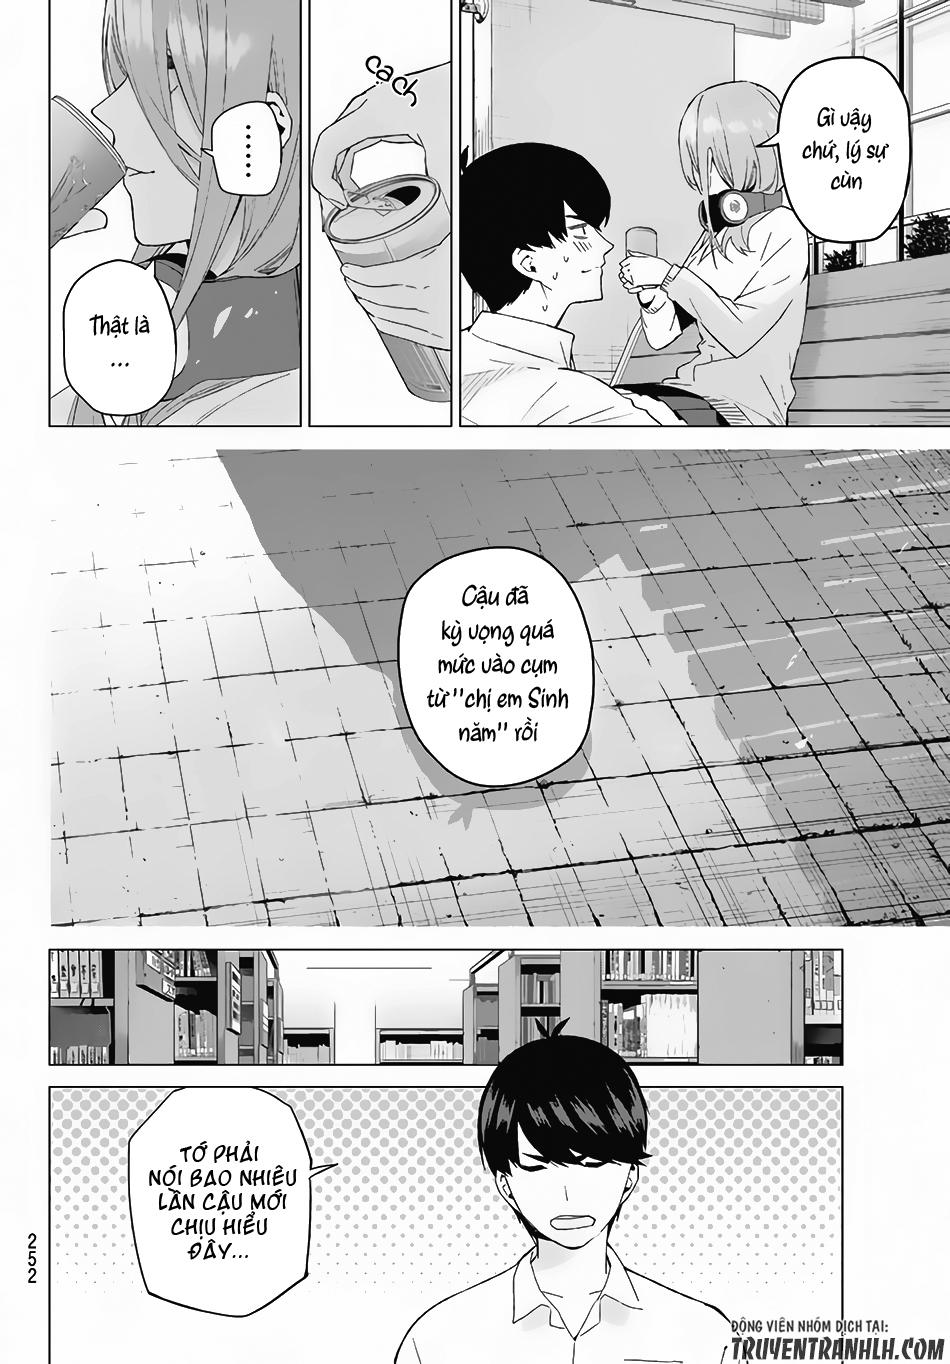 Gì vậy
chứ, lý sự
cùn
cạch
......
Thật là
...
Cậu đã
kỳ vọng quá
mức vào cụm
từ "chị em Sinh
năm" rồi
TỚ PHẢI
NÓI BAO NHIÊU
LẦN CẬU MỚI
CHỊU HIỂU
ĐÂY...
252
ĐỘNG VIÊN NHÓM DỊCH TẠI:
TRUYENTRANHLH.COM